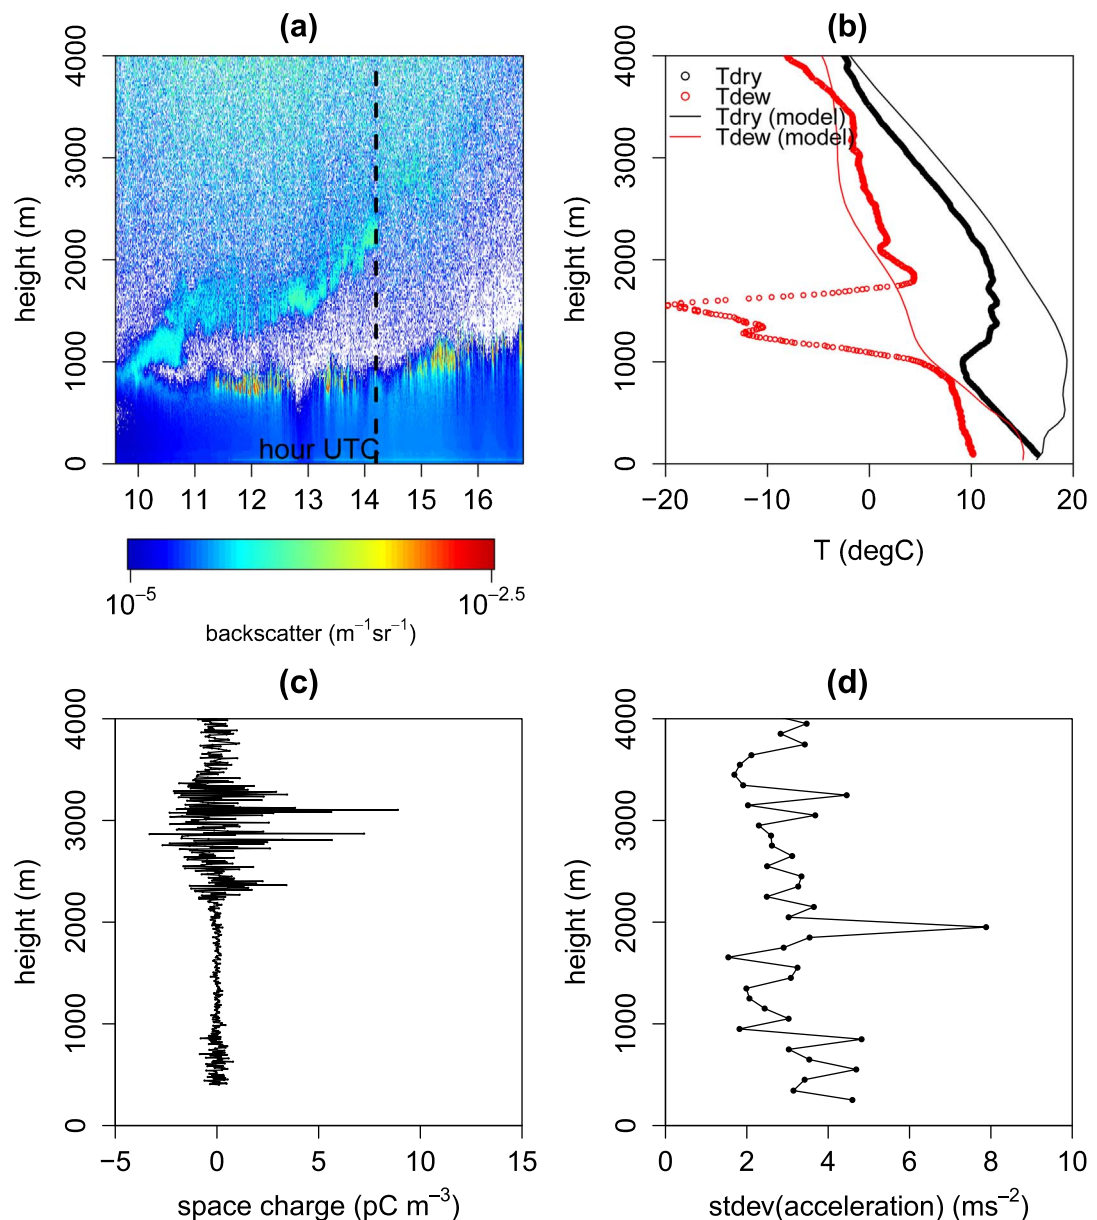 (a)
4000
3000
2000
1000
0
height (m)
hour UTC
10 11 12 13 14 15 16
10−5 10−2.5
backscatter (m−1sr−1)
(b)
4000
3000
2000
1000
0
height (m)
Tdry
Tdew
Tdry (model)
Tdew (model)
−20 −10 0 10 20
T (degC)
(c)
4000
3000
2000
1000
0
height (m)
−5 0 5 10 15
space charge (pC m−3)
(d)
4000
3000
2000
1000
0
height (m)
0 2 4 6 8 10
stdev(acceleration) (ms−2)